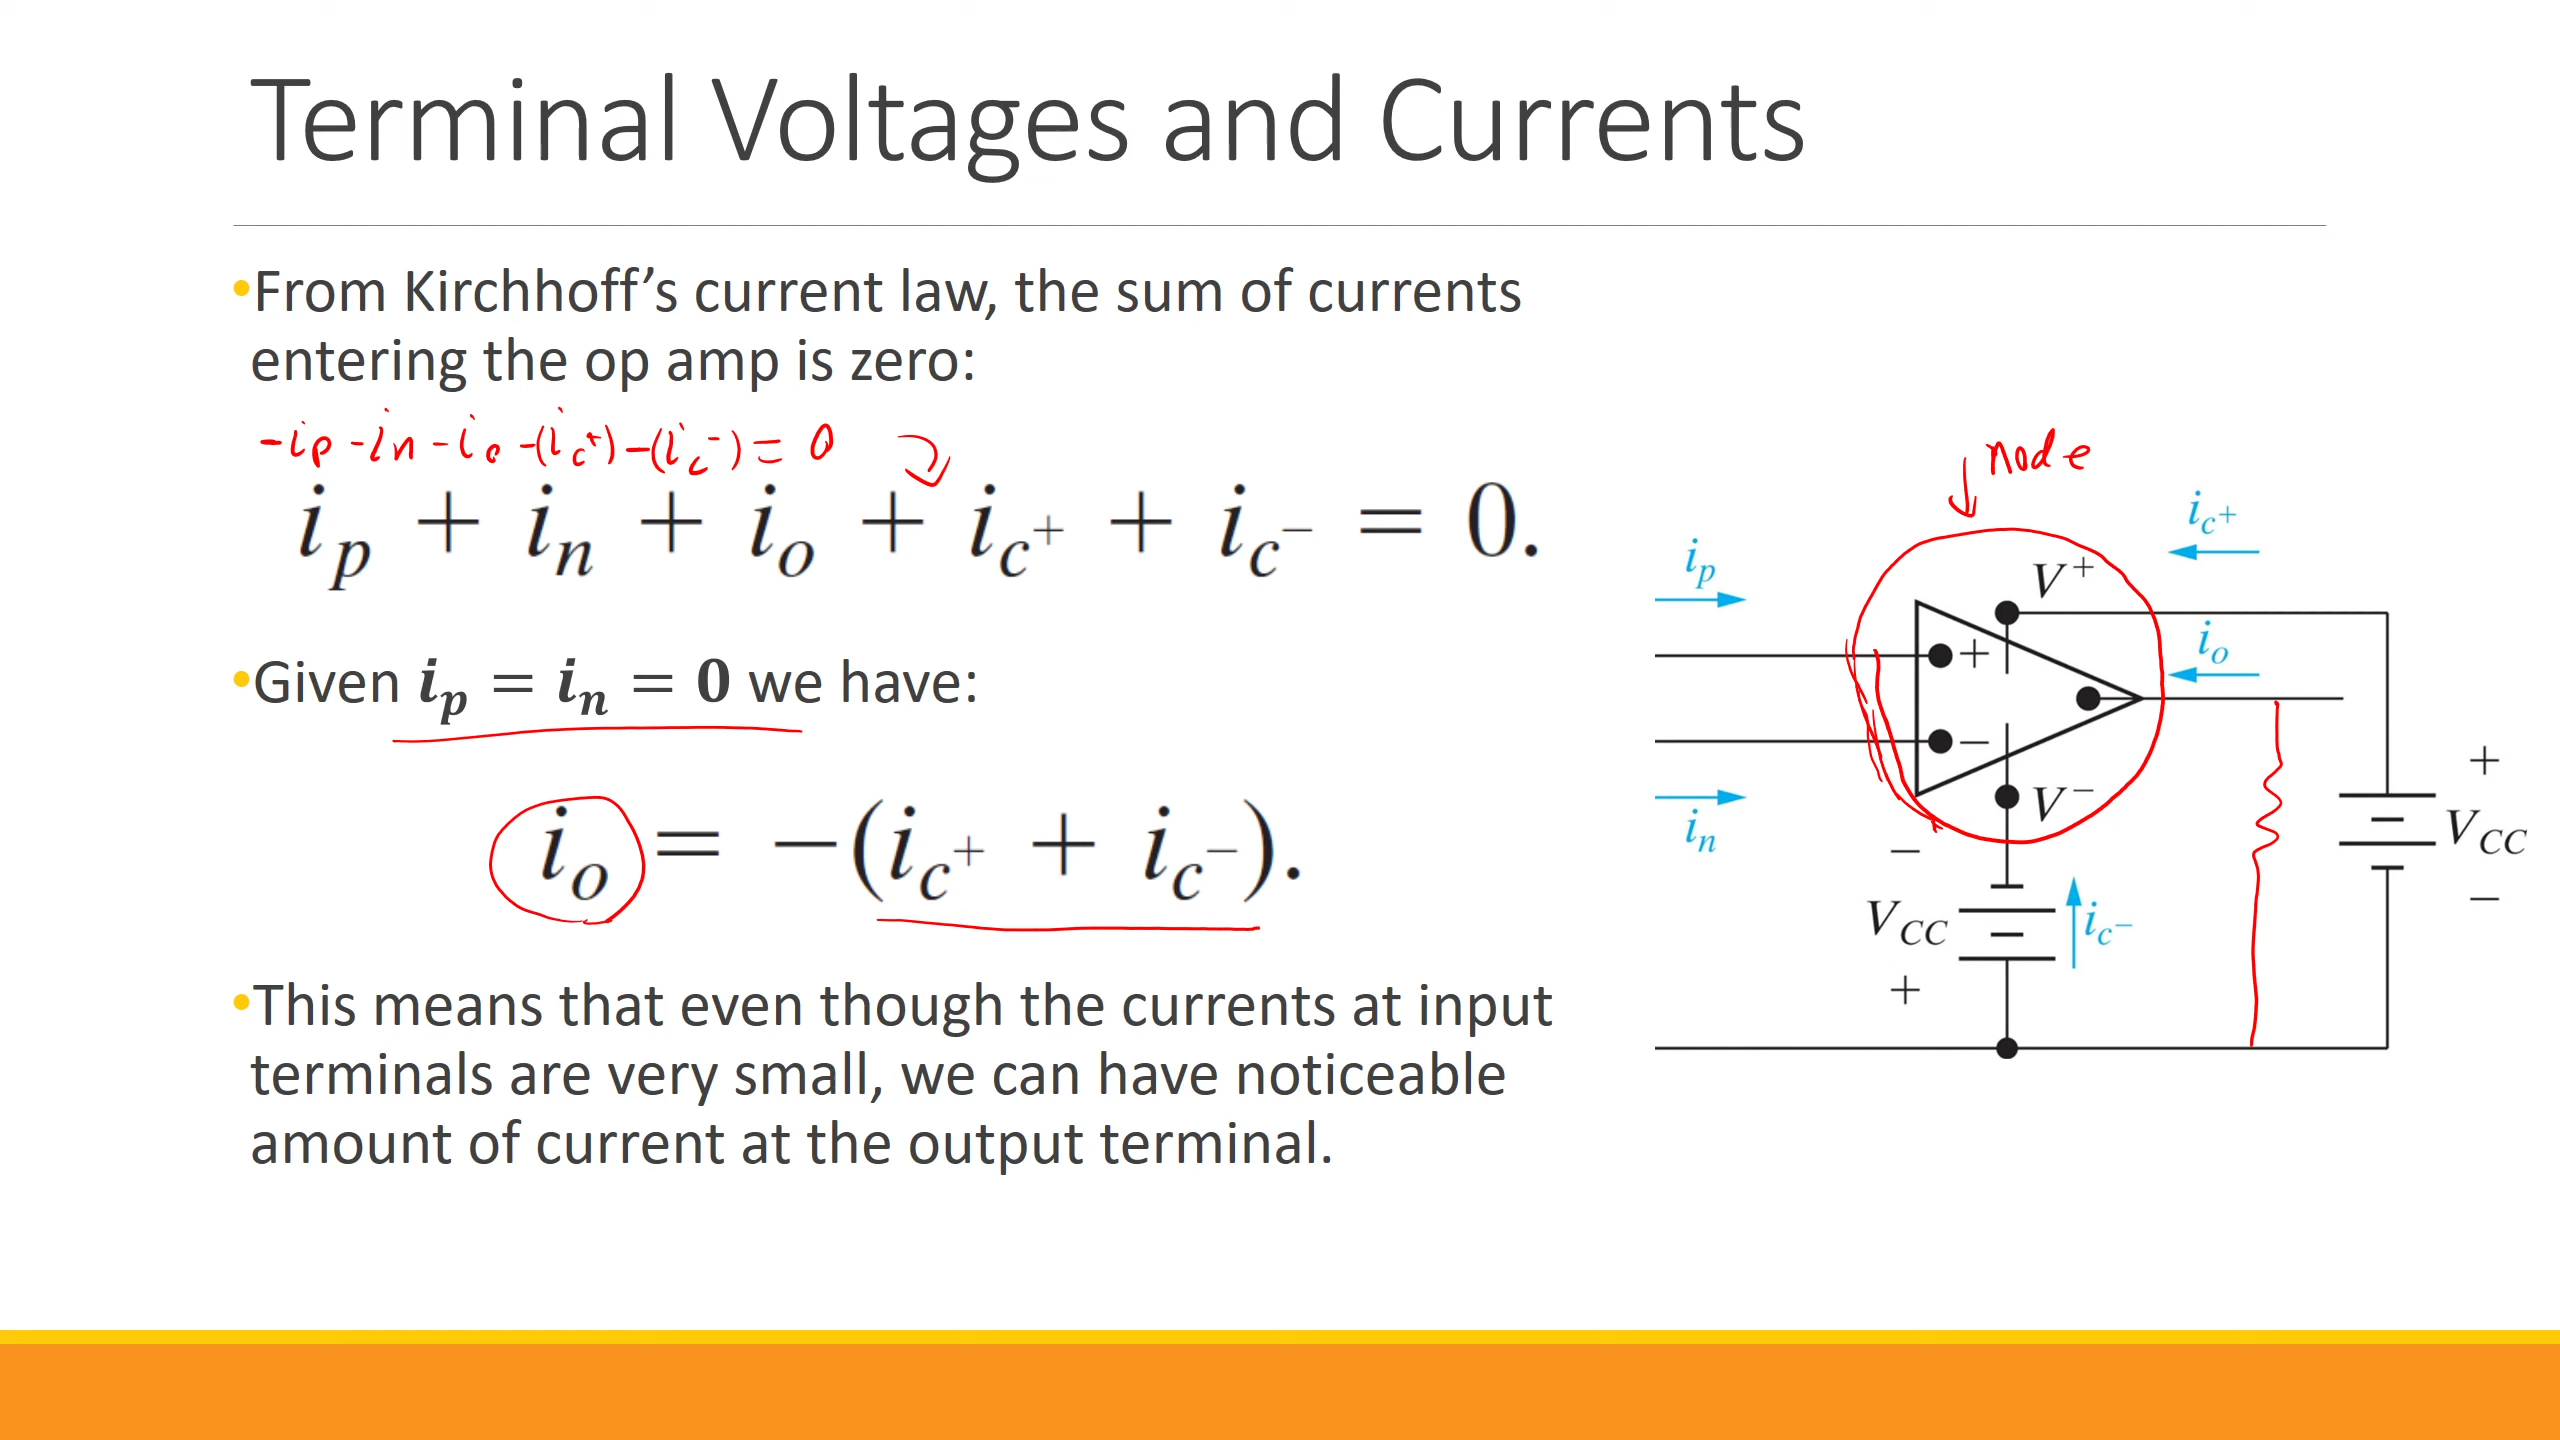 Terminal Voltages and Currents
•From Kirchhoff’s current law, the sum of currents
entering the op amp is zero:
-ip -in -io -(ic+) -(ic-) = 0
ip + in + io + ic+ + ic− = 0.
•Given ip = in = 0 we have:
io = −(ic+ + ic−).
•This means that even though the currents at input
terminals are very small, we can have noticeable
amount of current at the output terminal.
node
ic+
ip
V+
io
+
−
in
V−
+
VCC
−
−
VCC
+
ic−